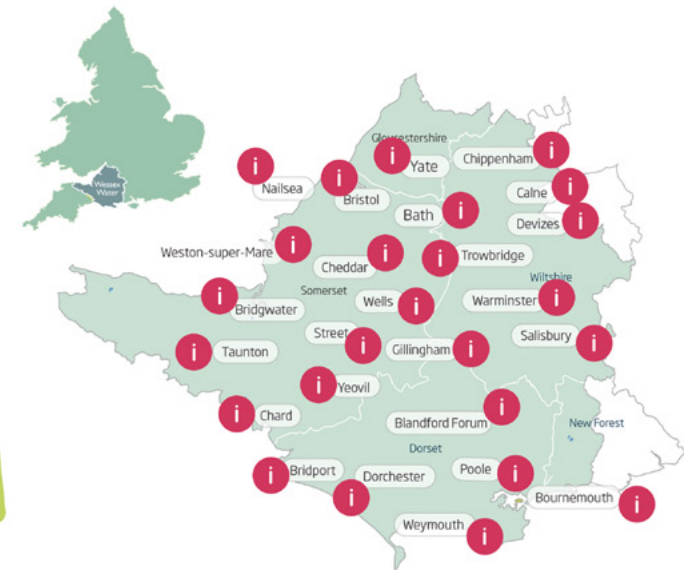 Wessex
Water
Gloucestershire
Yate
Chippenham
Nailsea
Bristol
Calne
Bath
Devizes
Weston-super-Mare
Cheddar
Trowbridge
Wiltshire
Somerset
Wells
Warminster
Bridgwater
Street
Gillingham
Salisbury
Taunton
Yeovil
Chard
Blandford Forum
New Forest
Dorset
Bridport
Dorchester
Poole
Bournemouth
Weymouth